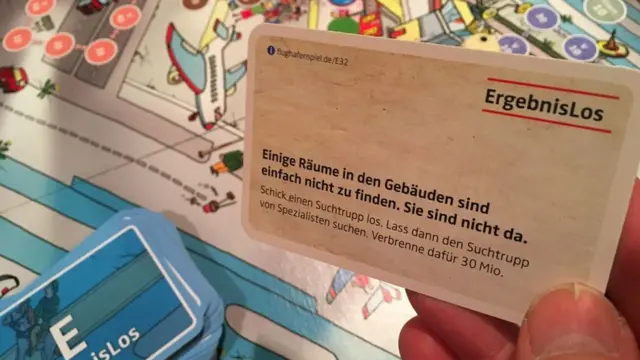 flughafenspiel.de/E32
ErgebnisLos
Einige Räume in den Gebäuden sind
einfach nicht zu finden. Sie sind nicht da.
Schick einen Suchtrupp los. Lass dann den Suchtrupp
von Spezialisten suchen. Verbrenne dafür 30 Mio.
E
nisLos